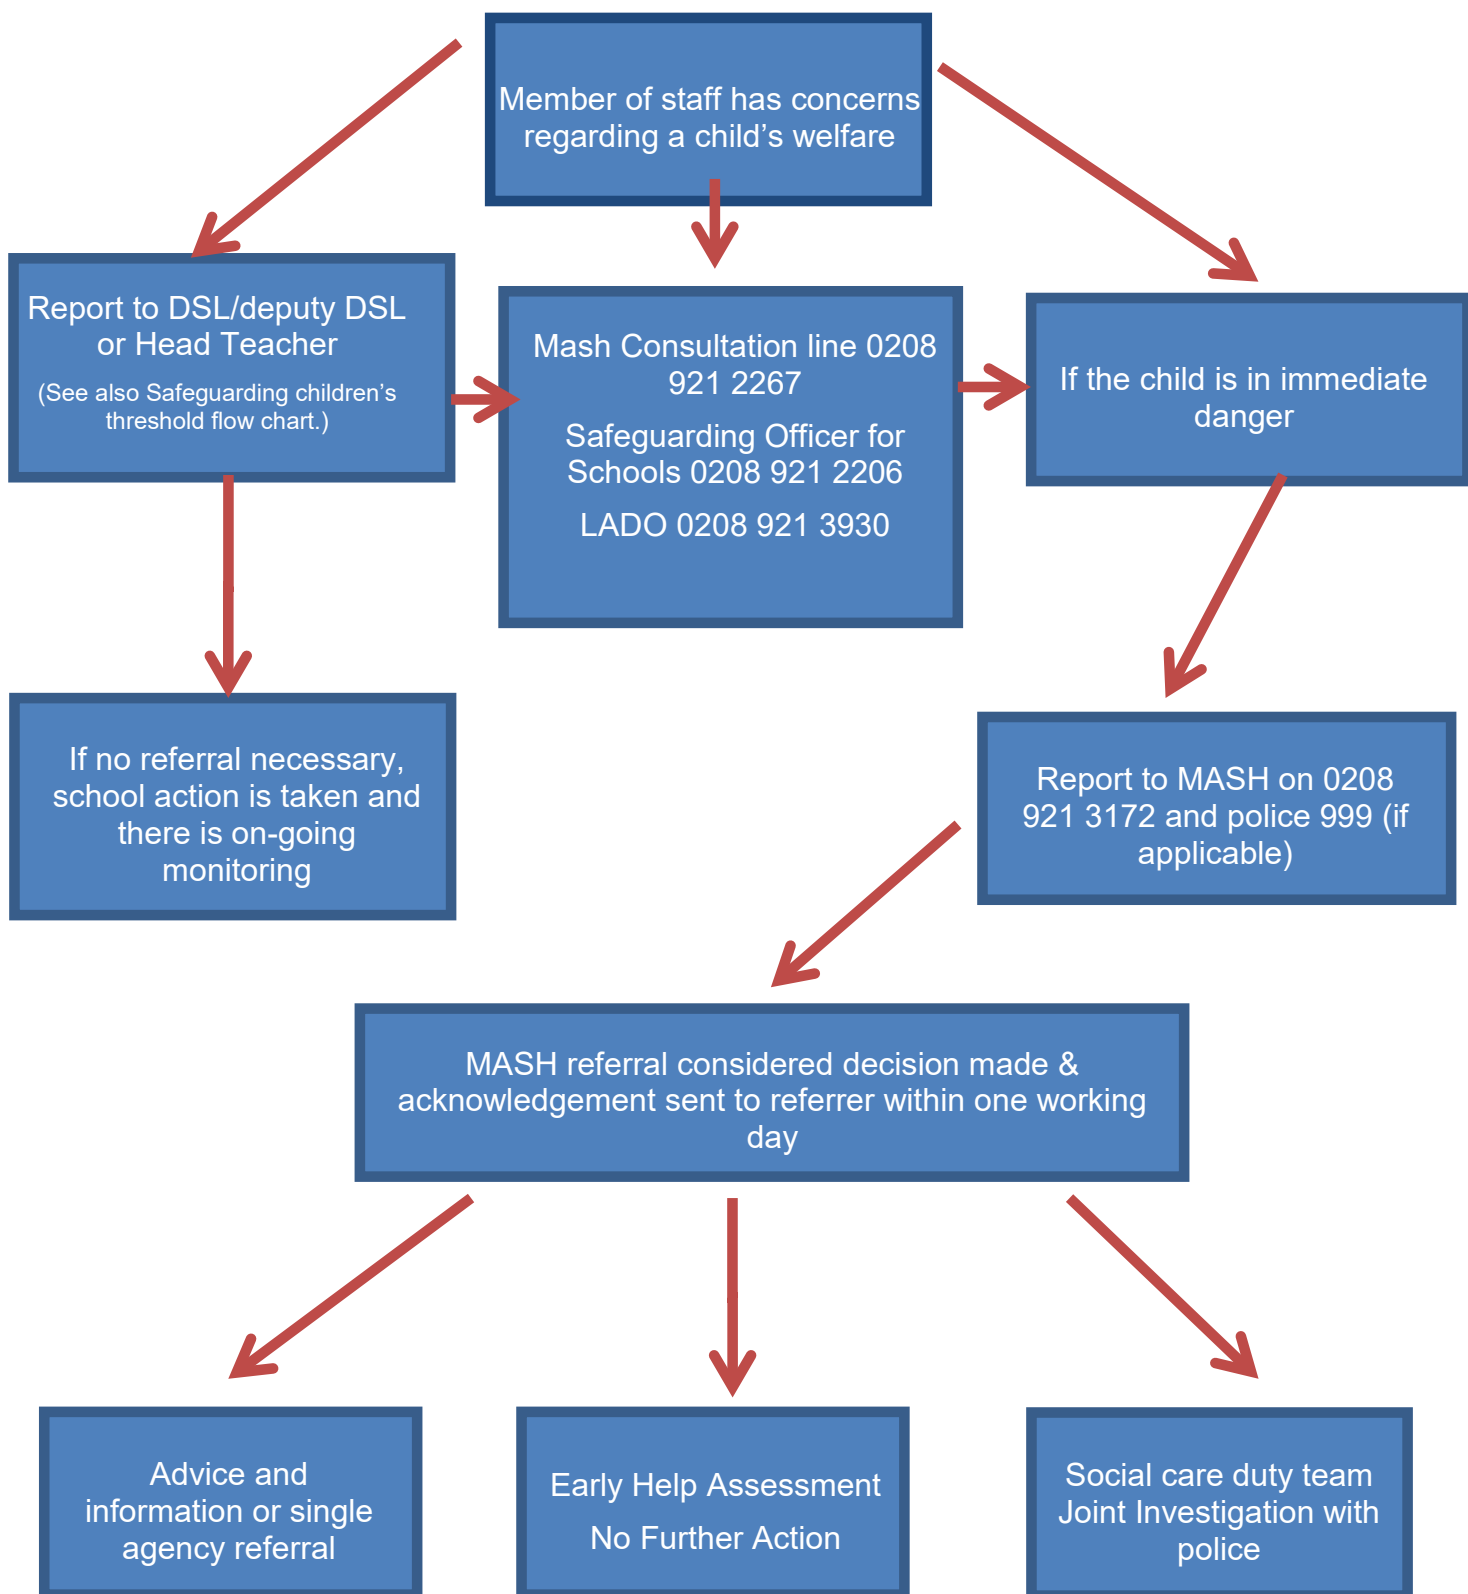 Member of staff has concerns
regarding a child’s welfare
Report to DSL/deputy DSL
or Head Teacher
(See also Safeguarding children’s
threshold flow chart.)
Mash Consultation line 0208
921 2267
Safeguarding Officer for
Schools 0208 921 2206
LADO 0208 921 3930
If the child is in immediate
danger
If no referral necessary,
school action is taken and
there is on-going
monitoring
Report to MASH on 0208
921 3172 and police 999 (if
applicable)
MASH referral considered decision made &
acknowledgement sent to referrer within one working
day
Advice and
information or single
agency referral
Early Help Assessment
No Further Action
Social care duty team
Joint Investigation with
police